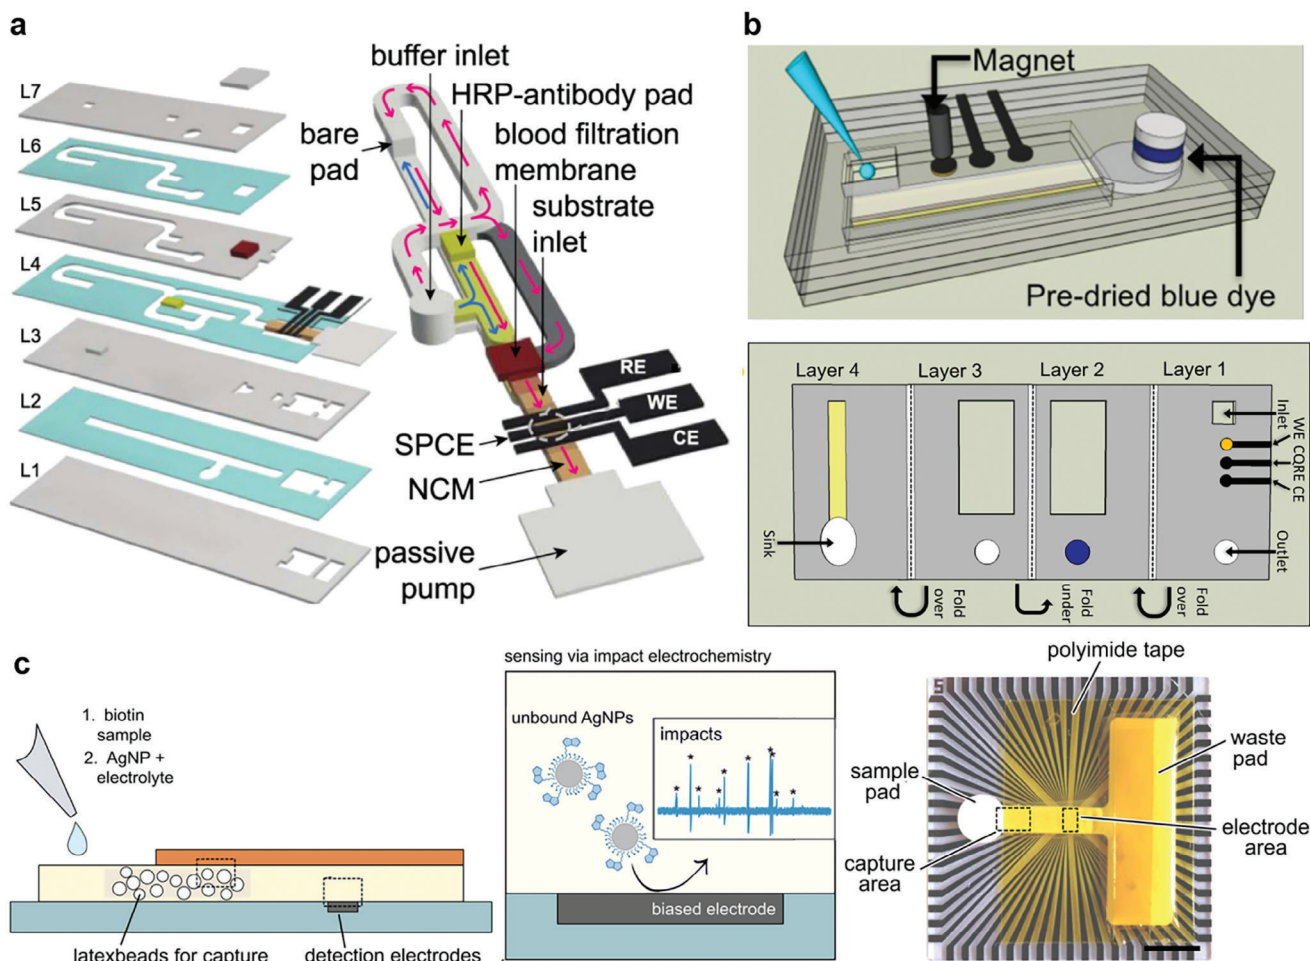 a
L7
L6
L5
L4
L3
L2
L1
buffer inlet
HRP-antibody pad
bare
pad
blood filtration
membrane
substrate
inlet
RE
WE
CE
SPCE
NCM
passive
pump
b
Magnet
Pre-dried blue dye
Layer 4
Layer 3
Layer 2
Layer 1
Inlet
WE CORE CE
Sink
Outlet
Fold
over
Fold
under
Fold
over
c
1. biotin
sample
2. AgNP +
electrolyte
latexbeads for capture
detection electrodes
sensing via impact electrochemistry
unbound AgNPs
impacts
* * * * * * * * * *
biased electrode
polyimide tape
waste
pad
sample
pad
electrode
area
capture
area